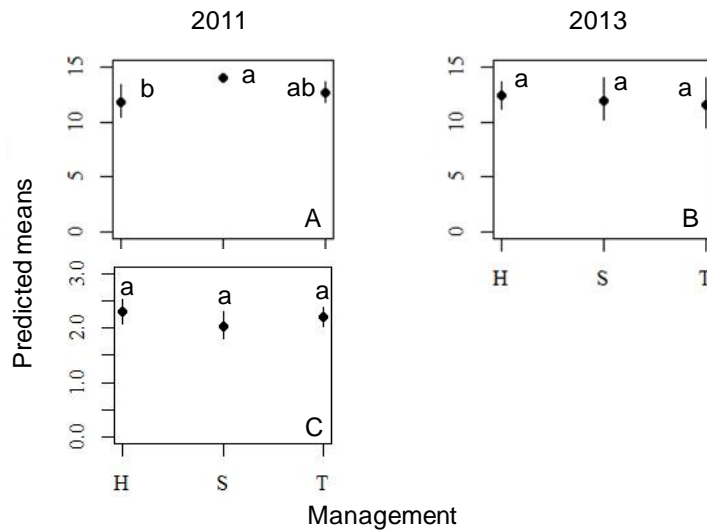 2011 2013
Predicted means
15
10
5
0
b a ab
A
15
10
5
0
a a a
B
H S T
3.0
2.0
1.0
0.0
a a a
C
H S T
Management